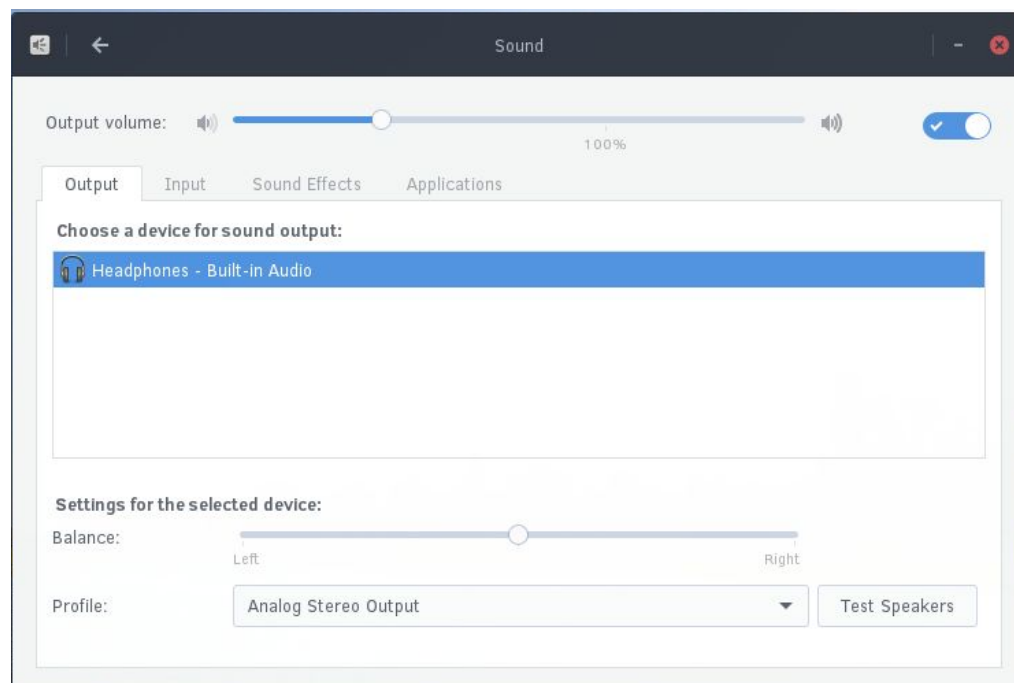 Sound
Output volume:
100%
Output Input Sound Effects Applications
Choose a device for sound output:
Headphones - Built-in Audio
Settings for the selected device:
Balance:
Left Right
Profile: Analog Stereo Output Test Speakers